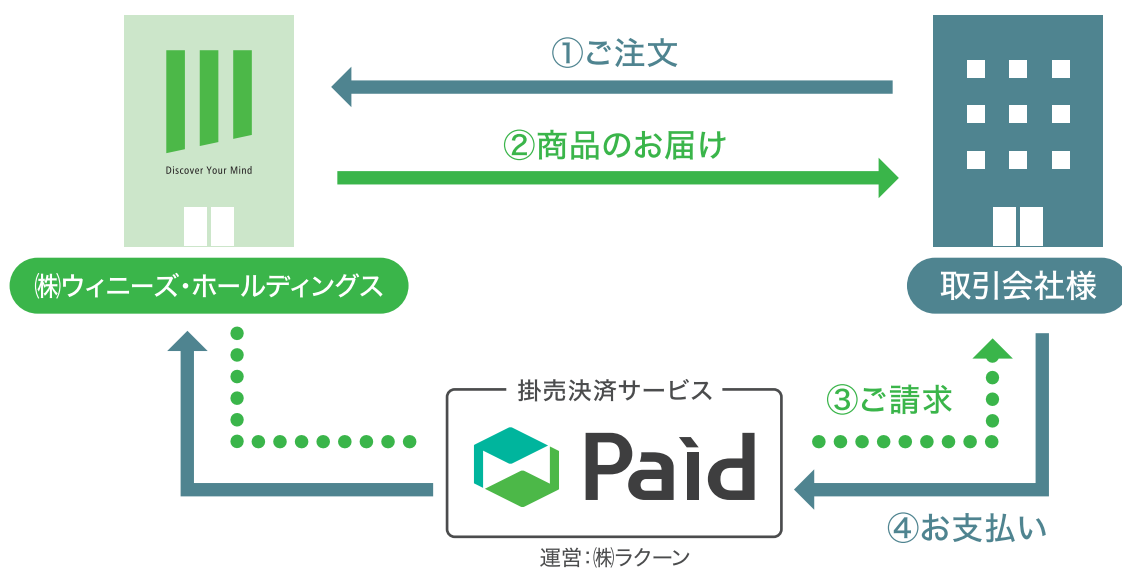 ①ご注文
②商品のお届け
Discover Your Mind
㈱ウィニーズ・ホールディングス
取引会社様
掛売決済サービス
③ご請求
Paid
④お支払い
運営：㈱ラクーン